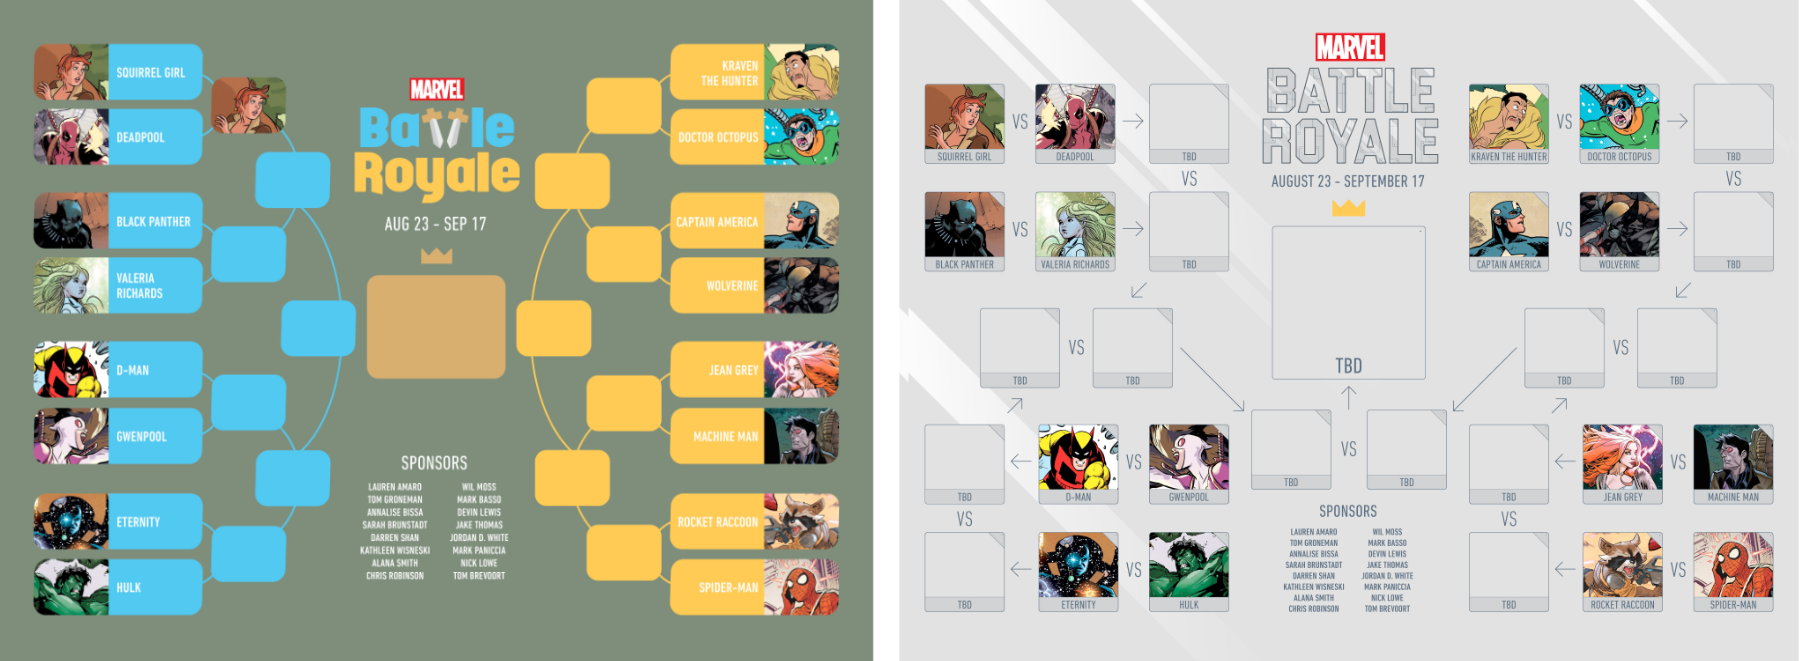 MARVEL
Battle
Royale
AUG 23 - SEP 17
SQUIRREL GIRL
DEADPOOL
BLACK PANTHER
VALERIA
RICHARDS
D-MAN
GWENPOOL
ETERNITY
HULK
KRAVEN
THE HUNTER
DOCTOR OCTOPUS
CAPTAIN AMERICA
WOLVERINE
JEAN GREY
MACHINE MAN
ROCKET RACCOON
SPIDER-MAN
SPONSORS
LAUREN AMARO
TOM GRONEMAN
ANNALISE BISSA
SARAH BRUNSTADT
DARREN SHAN
KATHLEEN WISNESKI
ALANA SMITH
CHRIS ROBINSON
WIL MOSS
MARK BASSO
DEVIN LEWIS
JAKE THOMAS
JORDAN D. WHITE
MARK PANICCIA
NICK LOWE
TOM BREVOORT
MARVEL
BATTLE
ROYALE
AUGUST 23 - SEPTEMBER 17
SQUIRREL GIRL
VS
DEADPOOL
TBD
VS
BLACK PANTHER
VS
VALERIA RICHARDS
TBD
TBD
VS
TBD
TBD
D-MAN
VS
GWENPOOL
VS
TBD
ETERNITY
VS
HULK
TBD
TBD
VS
TBD
KRAVEN THE HUNTER
VS
DOCTOR OCTOPUS
TBD
VS
CAPTAIN AMERICA
VS
WOLVERINE
TBD
TBD
VS
TBD
TBD
JEAN GREY
VS
MACHINE MAN
VS
TBD
ROCKET RACCOON
VS
SPIDER-MAN
SPONSORS
LAUREN AMARO
TOM GRONEMAN
ANNALISE BISSA
SARAH BRUNSTADT
DARREN SHAN
KATHLEEN WISNESKI
ALANA SMITH
CHRIS ROBINSON
WIL MOSS
MARK BASSO
DEVIN LEWIS
JAKE THOMAS
JORDAN D. WHITE
MARK PANICCIA
NICK LOWE
TOM BREVOORT
TBD